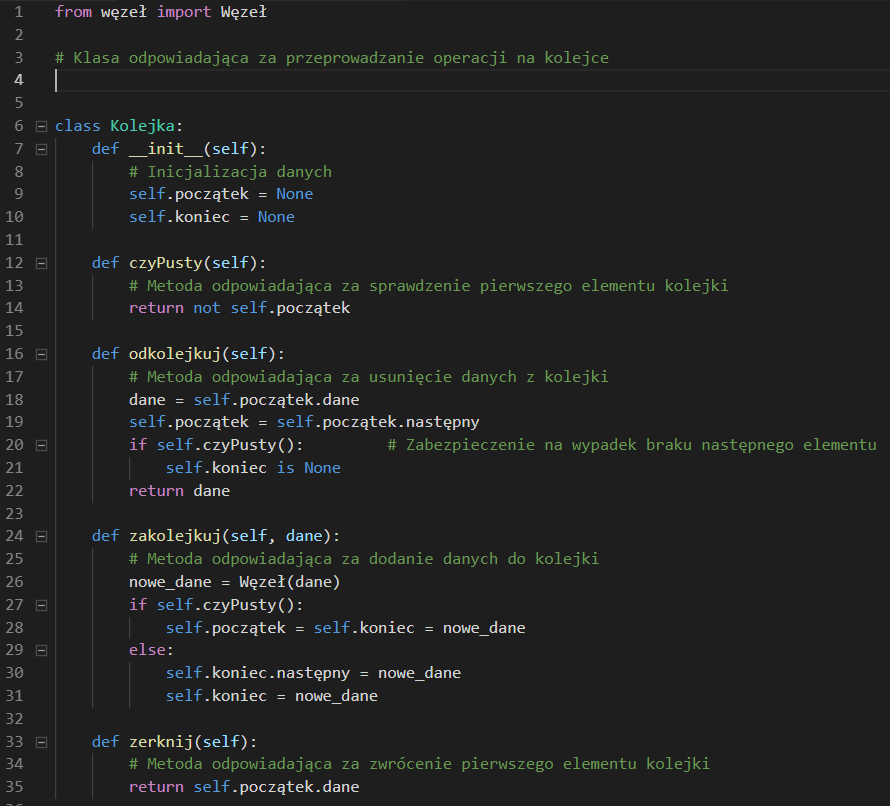 1 from węzeł import Węzeł
2
3 # Klasa odpowiadająca za przeprowadzanie operacji na kolejce
4
5
6 class Kolejka:
7     def __init__(self):
8         # Inicjalizacja danych
9         self.początek = None
10         self.koniec = None
11
12     def czyPusty(self):
13         # Metoda odpowiadająca za sprawdzenie pierwszego elementu kolejki
14         return not self.początek
15
16     def odkolejkuj(self):
17         # Metoda odpowiadająca za usunięcie danych z kolejki
18         dane = self.początek.dane
19         self.początek = self.początek.następny
20         if self.czyPusty():         # Zabezpieczenie na wypadek braku następnego elementu
21             self.koniec is None
22         return dane
23
24     def zakolejkuj(self, dane):
25         # Metoda odpowiadająca za dodanie danych do kolejki
26         nowe_dane = Węzeł(dane)
27         if self.czyPusty():
28             self.początek = self.koniec = nowe_dane
29         else:
30             self.koniec.następny = nowe_dane
31             self.koniec = nowe_dane
32
33     def zerknij(self):
34         # Metoda odpowiadająca za zwrócenie pierwszego elementu kolejki
35         return self.początek.dane